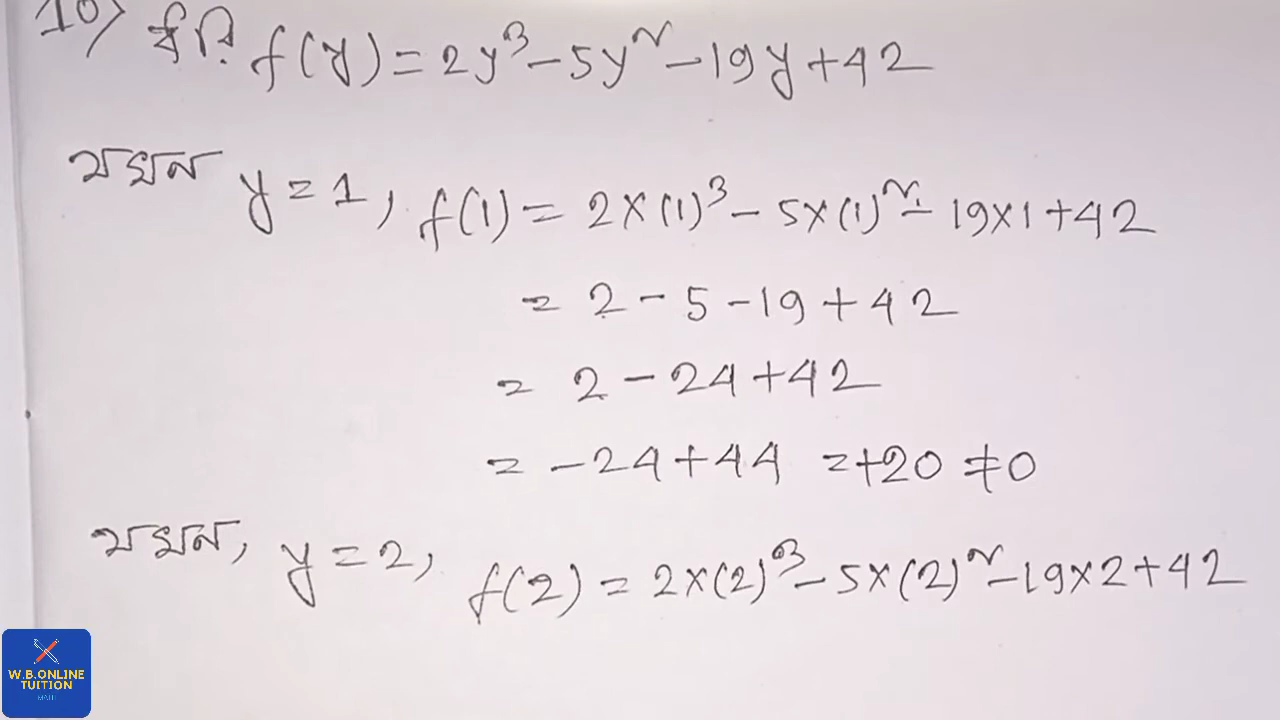 10) ধরি f(y) = 2y³ - 5y² - 19y + 42
যখন y = 1, f(1) = 2×(1)³ - 5×(1)² - 19×1 + 42
= 2 - 5 - 19 + 42
= 2 - 24 + 42
= -24 + 44 = +20 ≠ 0
যখন, y = 2, f(2) = 2×(2)³ - 5×(2)² - 19×2 + 42
W.B.ONLINE
TUITION
MATH